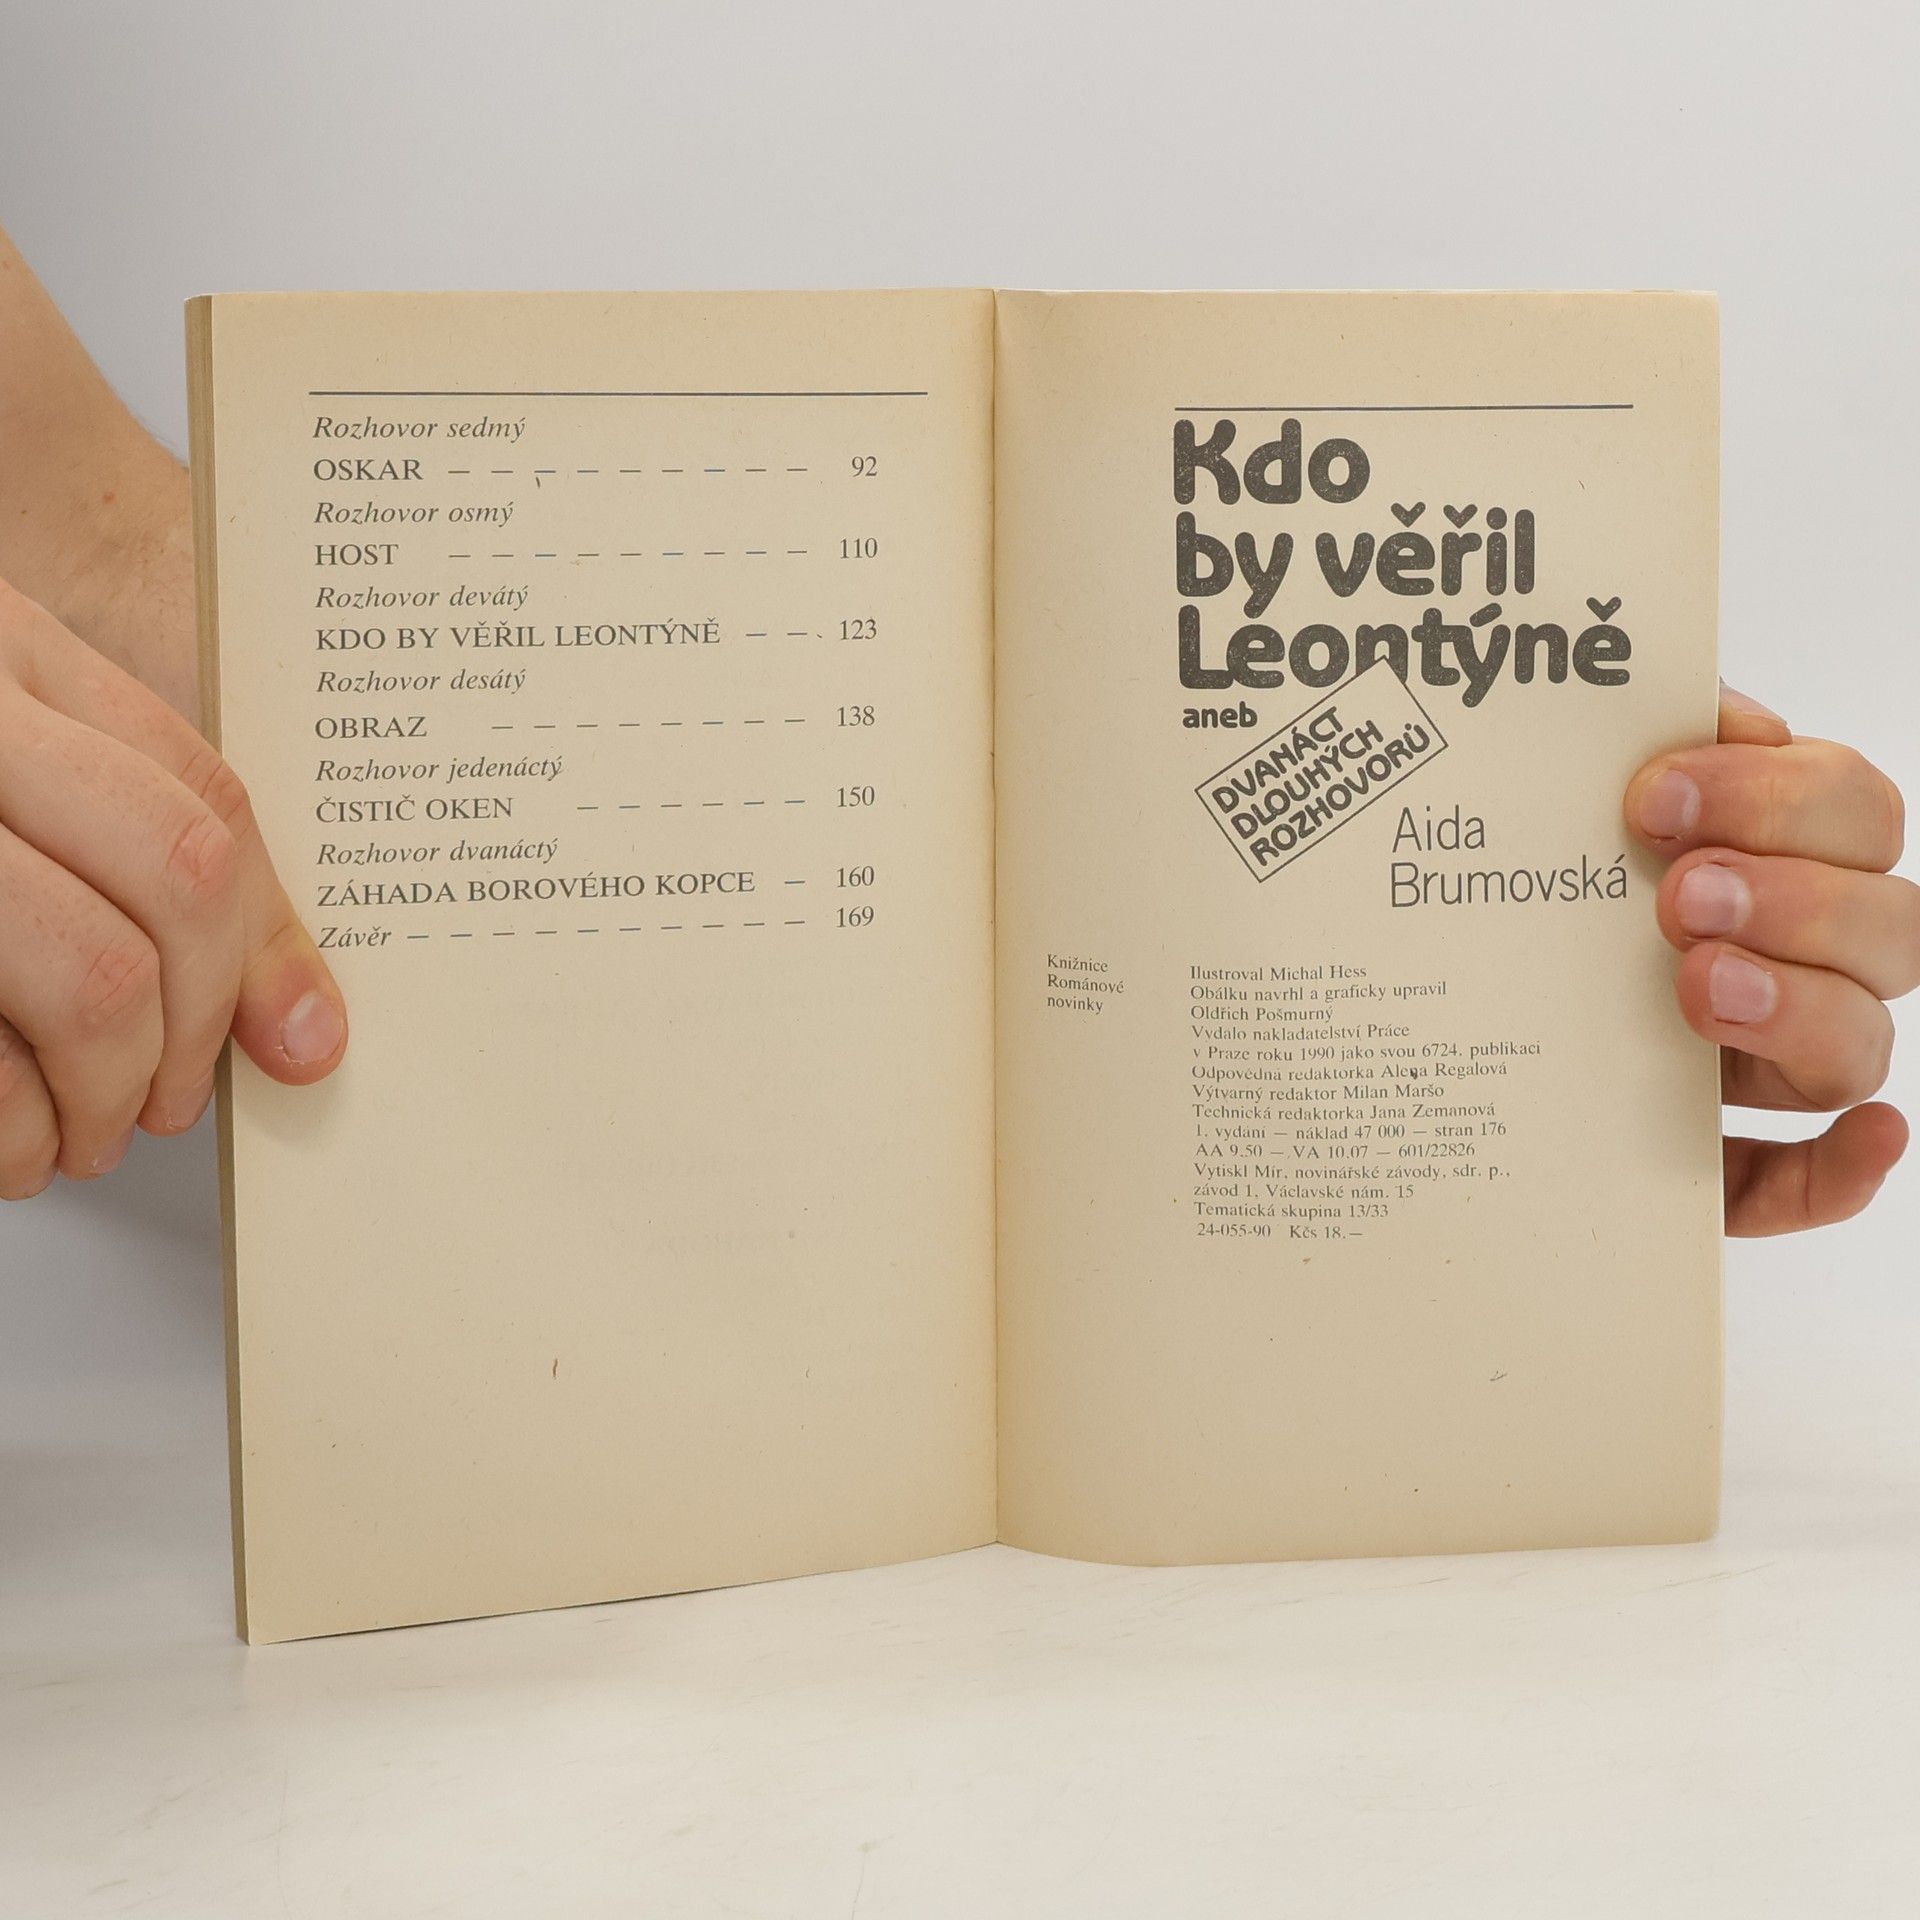 Rozhovor sedmý
OSKAR — — — — — — — — — 92
Rozhovor osmý
HOST — — — — — — — — — 110
Rozhovor devátý
KDO BY VĚŘIL LEONTÝNĚ — — 123
Rozhovor desátý
OBRAZ — — — — — — — — 138
Rozhovor jedenáctý
ČISTIČ OKEN — — — — — — 150
Rozhovor dvanáctý
ZÁHADA BOROVÉHO KOPCE — 160
Závěr — — — — — — — — — — 169
Kdo
by věřil
Leontýně
aneb
DVANÁCT
DLOUHÝCH
ROZHOVORŮ
Aida
Brumovská
Knižnice
Románové
novinky
Ilustroval Michal Hess
Obálku navrhl a graficky upravil
Oldřich Pošmurný
Vydalo nakladatelství Práce
v Praze roku 1990 jako svou 6724. publikaci
Odpovědná redaktorka Alena Regalová
Výtvarný redaktor Milan Maršo
Technická redaktorka Jana Zemanová
1. vydání — náklad 47 000 — stran 176
AA 9.50 — VA 10.07 — 601/22826
Vytiskl Mír, novinářské závody, sdr. p.,
závod 1, Václavské nám. 15
Tematická skupina 13/33
24-055-90 Kčs 18.—